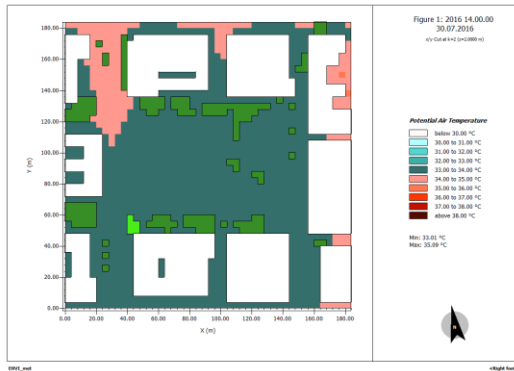 Figure 1: 2016 14.00.00
30.07.2016
x/y Cut at k=2 (z=3.0000 m)
180.00
160.00
140.00
120.00
100.00
80.00
60.00
40.00
20.00
0.00
Y (m)
0.00 20.00 40.00 60.00 80.00 100.00 120.00 140.00 160.00 180.00
X (m)
Potential Air Temperature
below 30.00 °C
30.00 to 31.00 °C
31.00 to 32.00 °C
32.00 to 33.00 °C
33.00 to 34.00 °C
34.00 to 35.00 °C
35.00 to 36.00 °C
36.00 to 37.00 °C
37.00 to 38.00 °C
above 38.00 °C
Min: 33.01 °C
Max: 35.09 °C
N
<Right foo